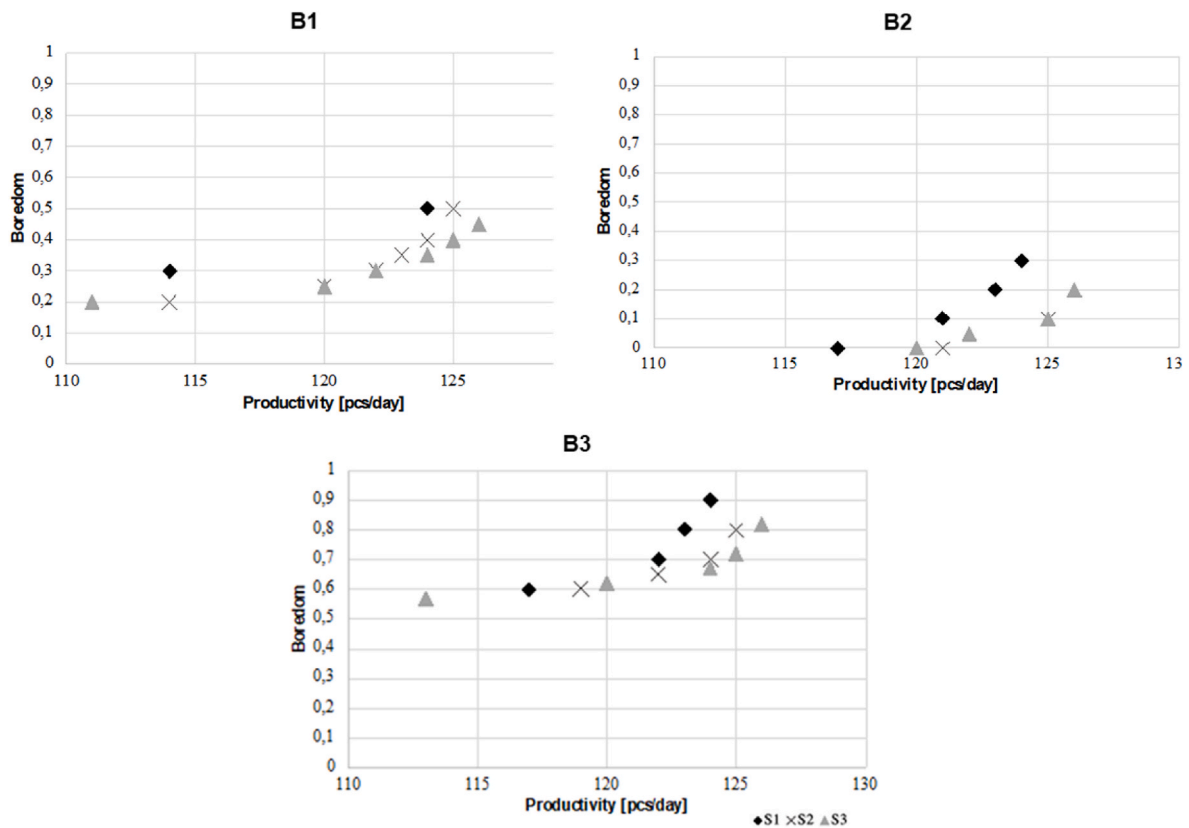 B1
1
0,9
0,8
0,7
0,6
0,5
0,4
0,3
0,2
0,1
0
Boredom
110 115 120 125
Productivity [pcs/day]
B2
1
0,9
0,8
0,7
0,6
0,5
0,4
0,3
0,2
0,1
0
Boredom
110 115 120 125 13
Productivity [pcs/day]
B3
1
0,9
0,8
0,7
0,6
0,5
0,4
0,3
0,2
0,1
0
Boredom
110 115 120 125 130
Productivity [pcs/day]
S1 S2 S3